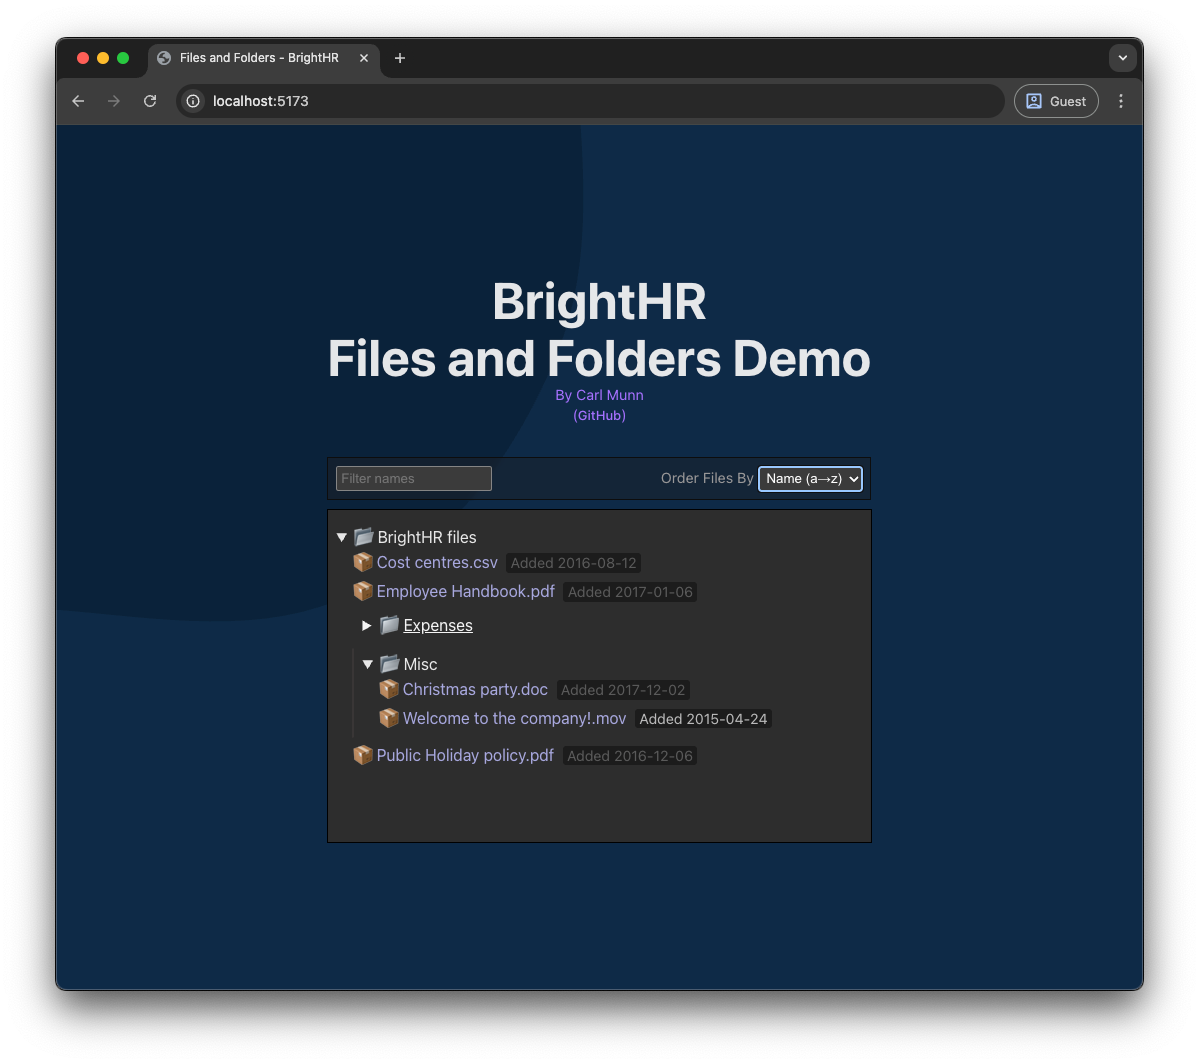 Files and Folders - BrightHR
localhost:5173
Guest
BrightHR
Files and Folders Demo
By Carl Munn
(GitHub)
Filter names
Order Files By Name (a→z)
BrightHR files
Cost centres.csv Added 2016-08-12
Employee Handbook.pdf Added 2017-01-06
Expenses
Misc
Christmas party.doc Added 2017-12-02
Welcome to the company!.mov Added 2015-04-24
Public Holiday policy.pdf Added 2016-12-06